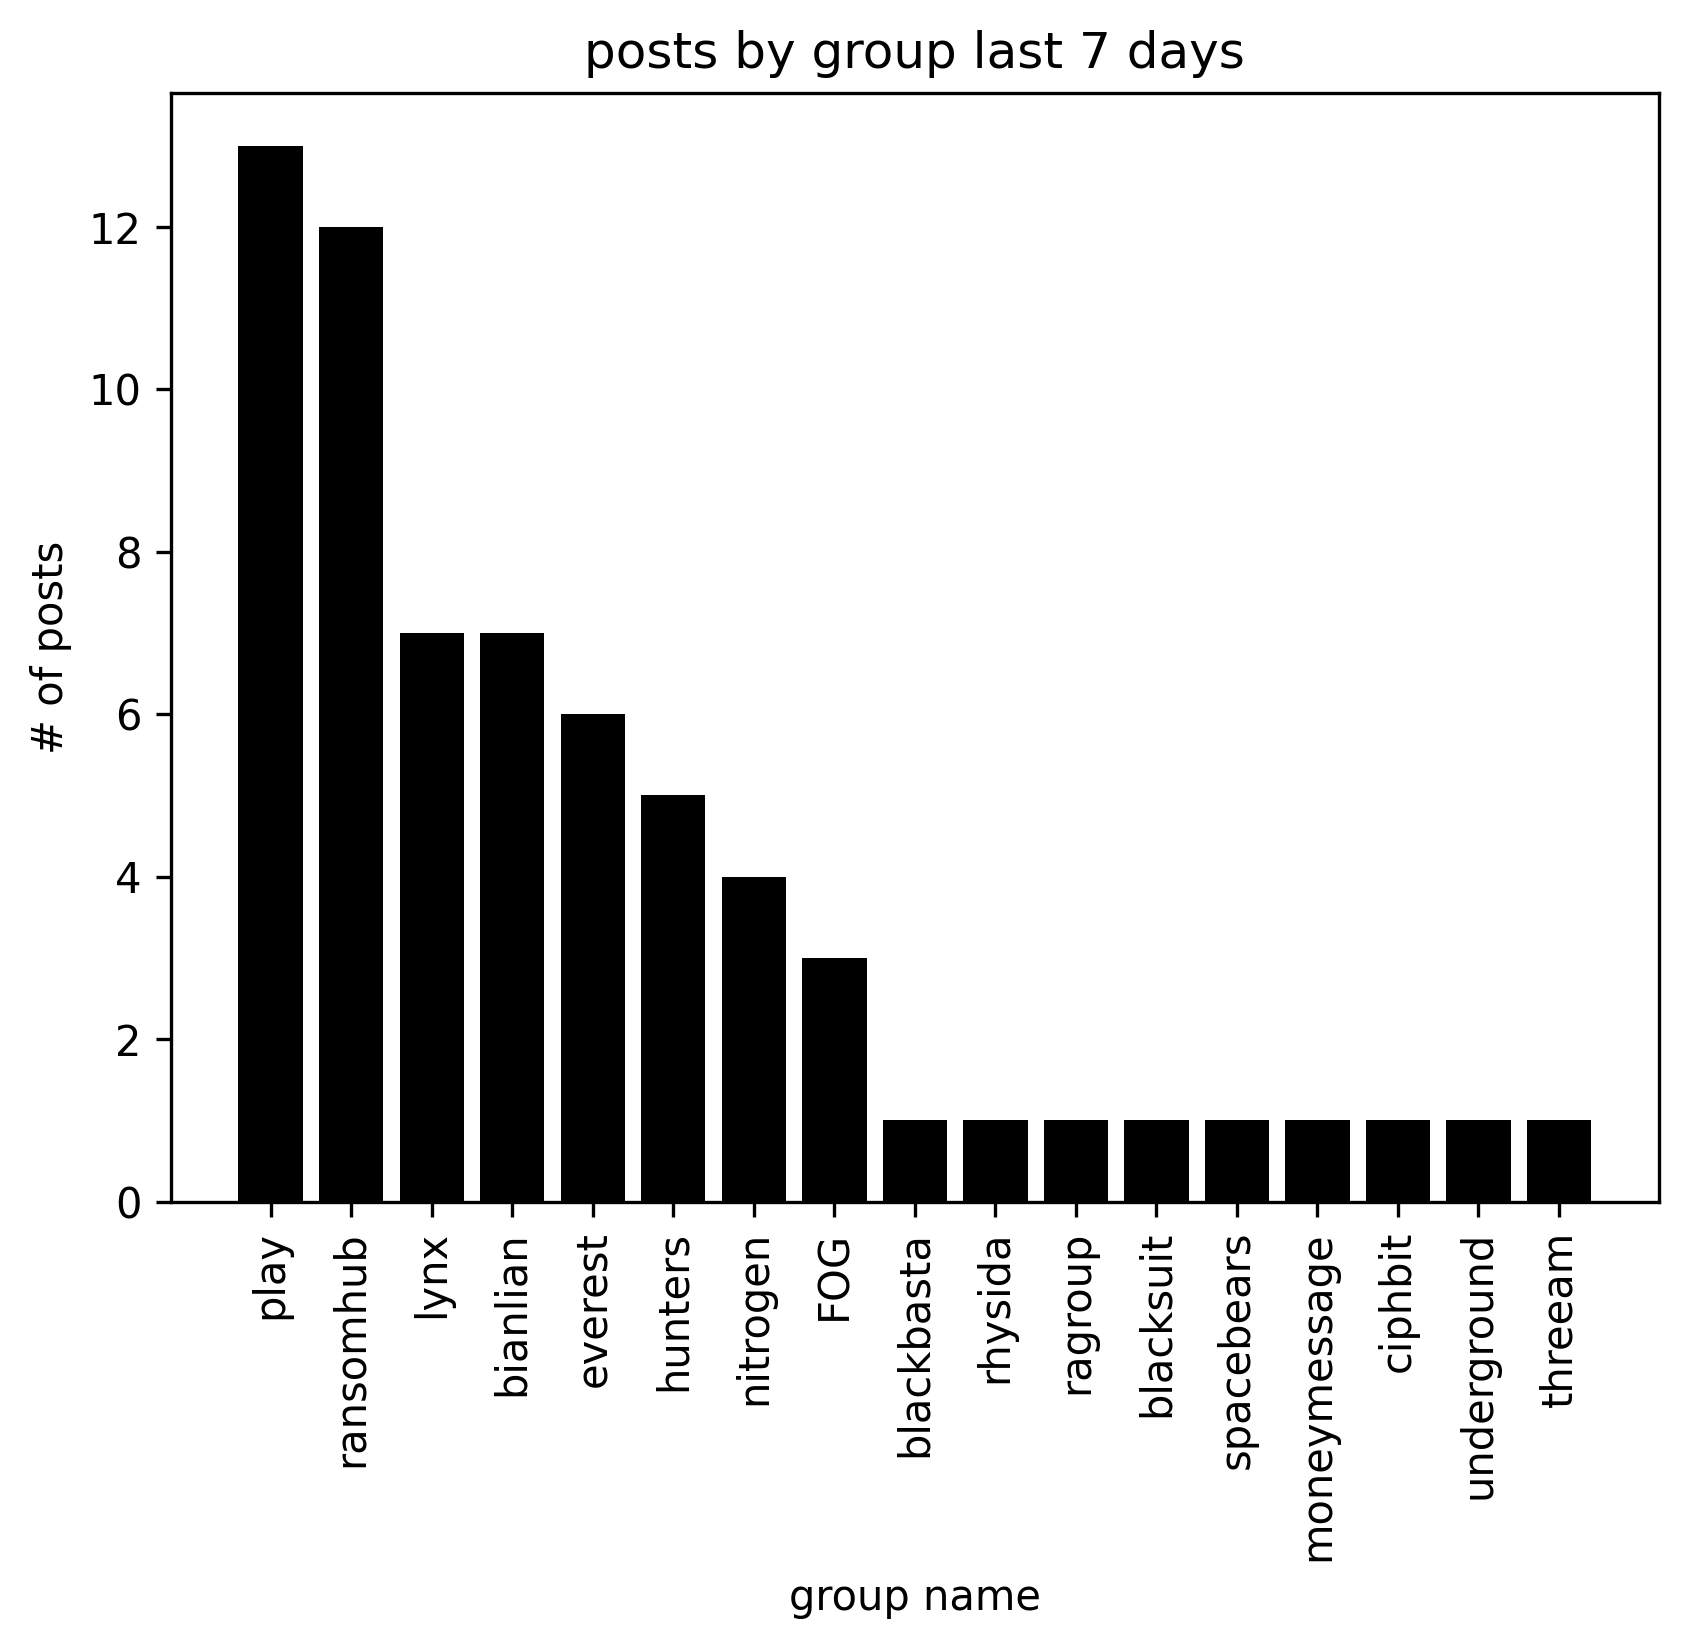 posts by group last 7 days
# of posts
12
10
8
6
4
2
0
play
ransomhub
lynx
bianlian
everest
hunters
nitrogen
FOG
blackbasta
rhysida
ragroup
blacksuit
spacebears
moneymessage
ciphbit
underground
threeam
group name